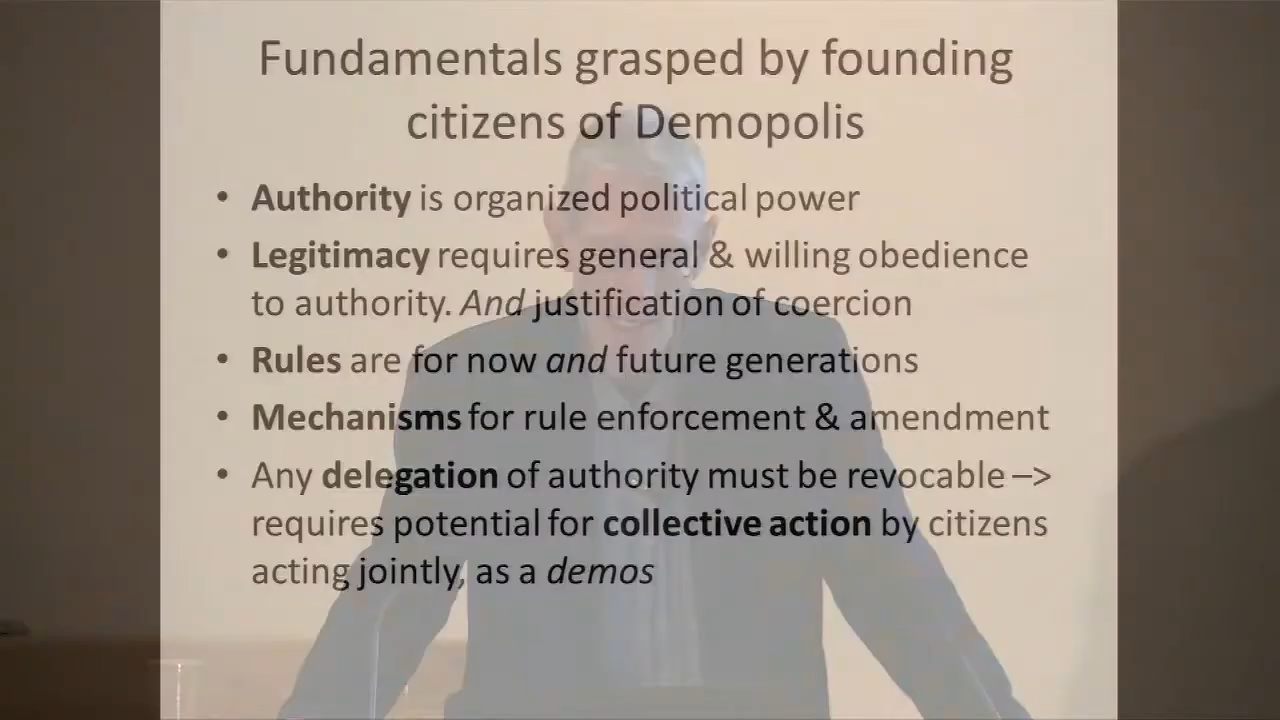 Fundamentals grasped by founding
citizens of Demopolis
• Authority is organized political power
• Legitimacy requires general & willing obedience
to authority. And justification of coercion
• Rules are for now and future generations
• Mechanisms for rule enforcement & amendment
• Any delegation of authority must be revocable –>
requires potential for collective action by citizens
acting jointly, as a demos